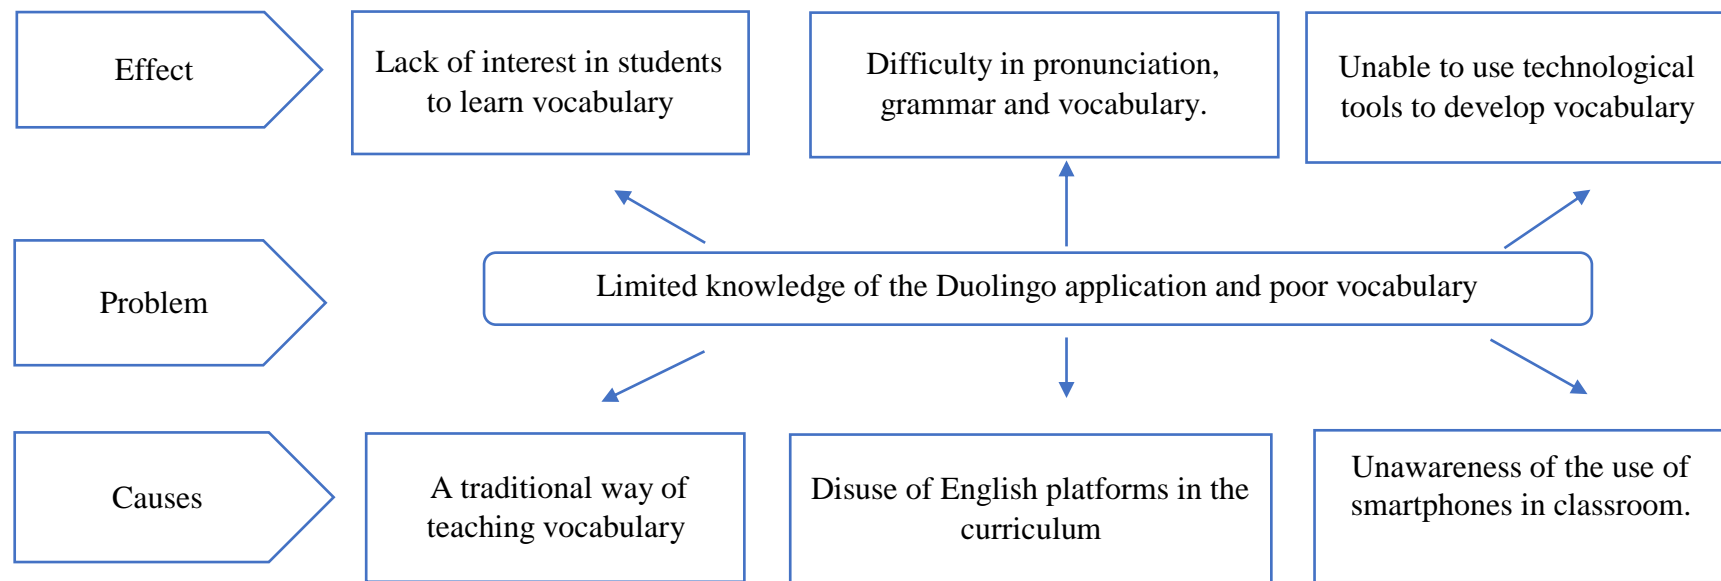 Effect
Lack of interest in students
to learn vocabulary
Difficulty in pronunciation,
grammar and vocabulary.
Unable to use technological
tools to develop vocabulary
Problem
Limited knowledge of the Duolingo application and poor vocabulary
Causes
A traditional way of
teaching vocabulary
Disuse of English platforms in the
curriculum
Unawareness of the use of
smartphones in classroom.